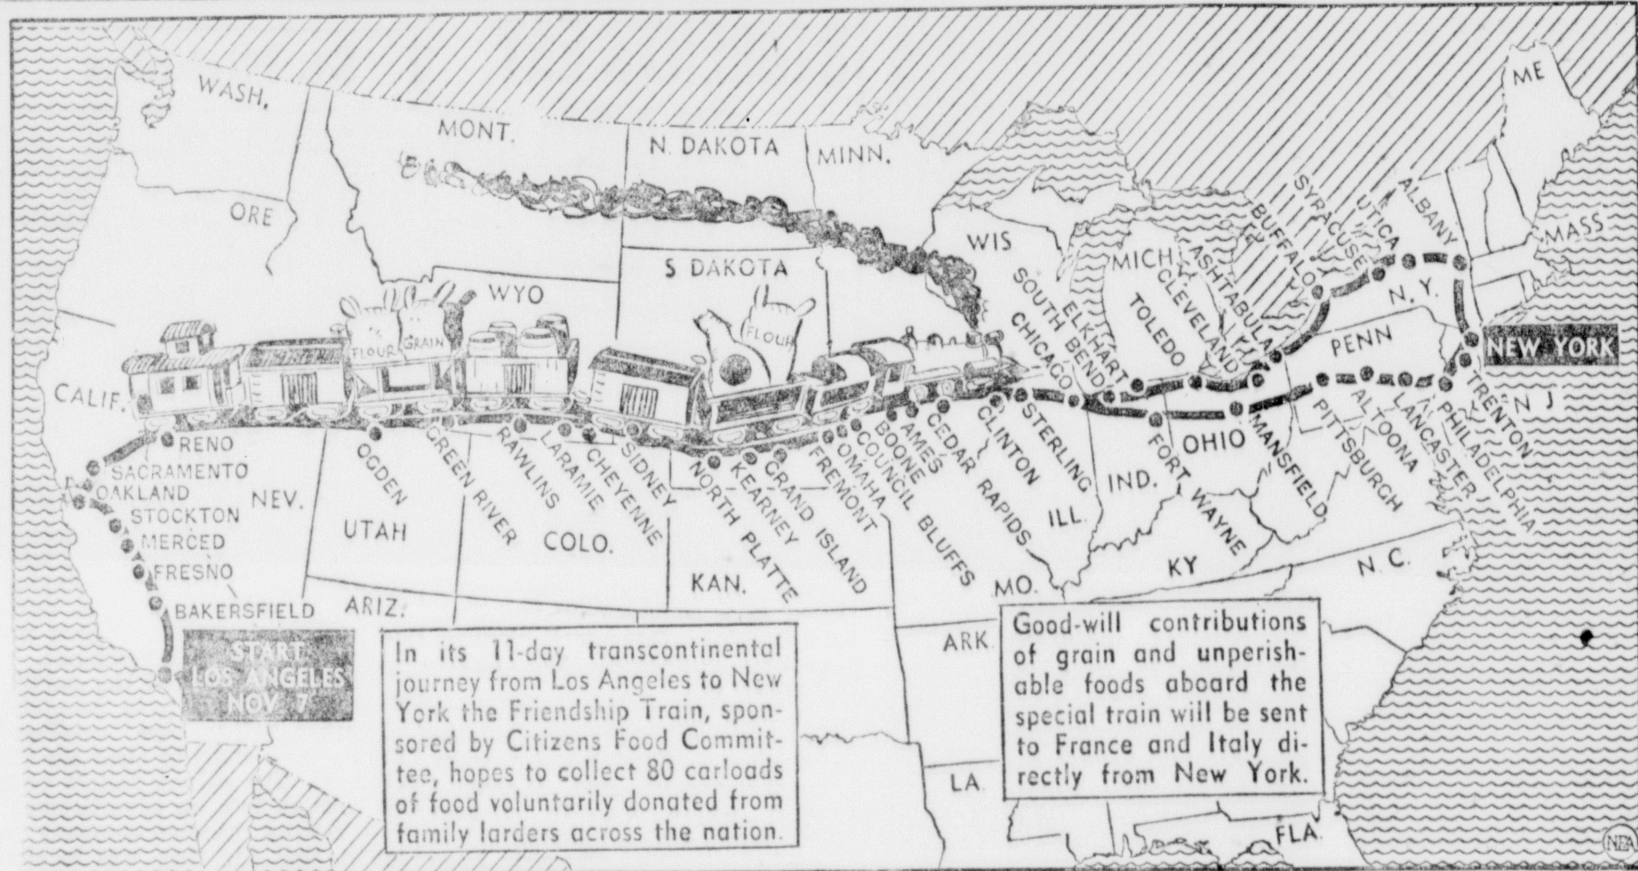 WASH.
MONT.
N. DAKOTA
MINN.
ME
ORE
WIS
S DAKOTA
WYO
MICH.
MASS
ALBANY
UTICA
SYRACUSE
BUFFALO
ASHTABULA
CLEVELAND
TOLEDO
ELKHART
SOUTH BEND
CHICAGO
N. Y.
PENN
NEW YORK
FLOUR
GRAIN
FLOUR
CALIF.
RENO
SACRAMENTO
OAKLAND
STOCKTON
MERCED
FRESNO
BAKERSFIELD
START
LOS ANGELES
NOV 7
NEV.
UTAH
OGDEN
GREEN RIVER
RAWLINS
LARAMIE
CHEYENNE
SIDNEY
COLO.
NORTH PLATTE
KEARNEY
GRAND ISLAND
FREMONT
OMAHA
COUNCIL BLUFFS
BOONE
AMES
CEDAR RAPIDS
CLINTON
STERLING
ILL.
IND.
FORT WAYNE
OHIO
MANSFIELD
PITTSBURGH
ALTOONA
LANCASTER
PHILADELPHIA
TRENTON
N J
ARIZ.
KAN.
MO.
KY
N. C.
ARK.
LA.
FLA.
In its 11-day transcontinental
journey from Los Angeles to New
York the Friendship Train, spon-
sored by Citizens Food Commit-
tee, hopes to collect 80 carloads
of food voluntarily donated from
family larders across the nation.
Good-will contributions
of grain and unperish-
able foods aboard the
special train will be sent
to France and Italy di-
rectly from New York.
NEA